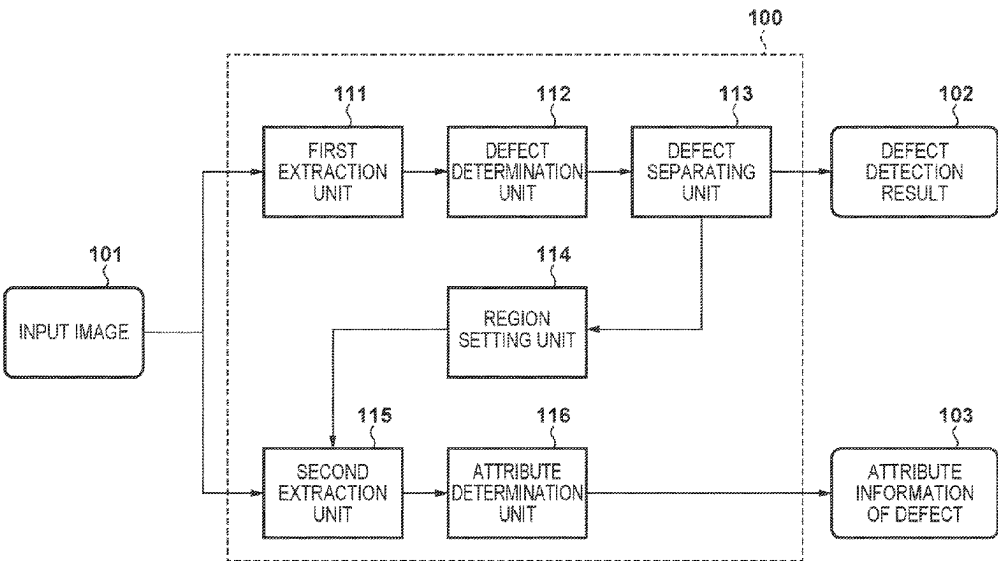 100
111
112
113
102
FIRST
EXTRACTION
UNIT
DEFECT
DETERMINATION
UNIT
DEFECT
SEPARATING
UNIT
DEFECT
DETECTION
RESULT
101
INPUT IMAGE
114
REGION
SETTING UNIT
115
116
103
SECOND
EXTRACTION
UNIT
ATTRIBUTE
DETERMINATION
UNIT
ATTRIBUTE
INFORMATION
OF DEFECT